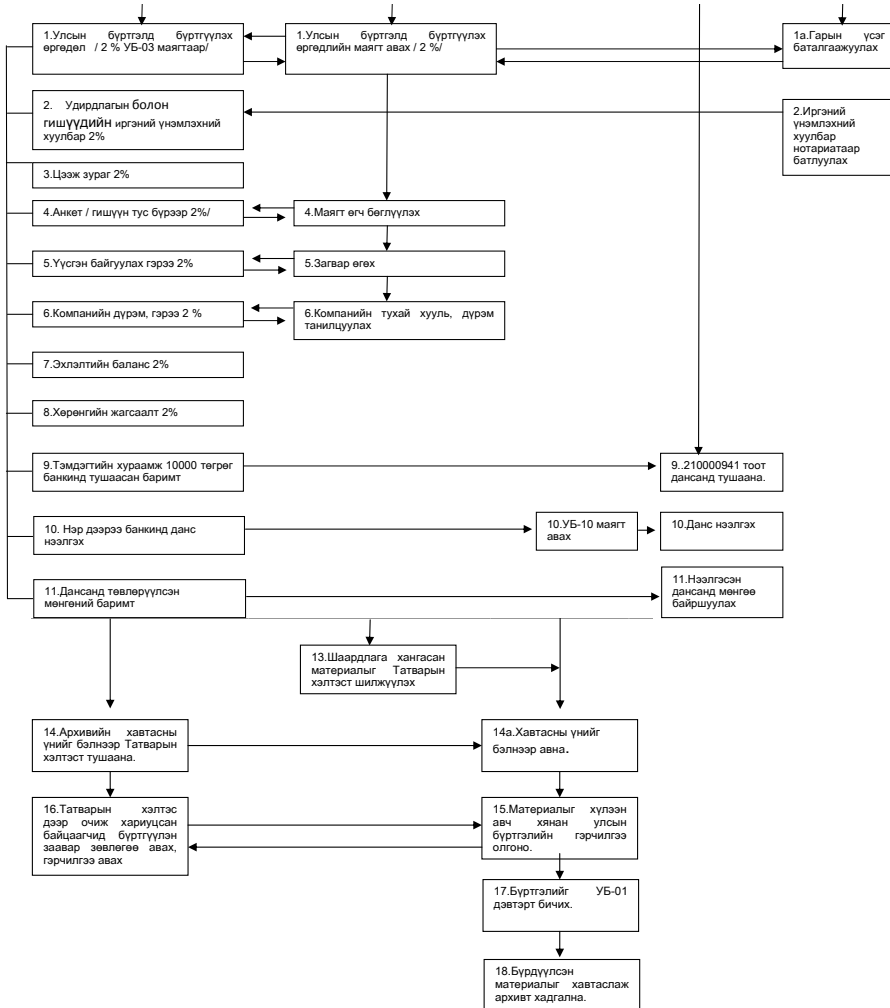 1.Улсын бүртгэлд бүртгүүлэх
өргөдөл / 2 % УБ-03 маягтаар/
1.Улсын бүртгэлд бүртгүүлэх
өргөдлийн маягт авах / 2 %/
1а.Гарын үсэг
баталгаажуулах
2. Удирдлагын болон
гишүүдийн иргэний үнэмлэхний
хуулбар 2%
2.Иргэний
үнэмлэхний
хуулбар
нотариатаар
батлуулах
3.Цээж зураг 2%
4.Анкет / гишүүн тус бүрээр 2%/
4.Маягт өгч бөглүүлэх
5.Үүсгэн байгуулах гэрээ 2%
5.Загвар өгөх
6.Компанийн дүрэм, гэрээ 2 %
6.Компанийн тухай хууль, дүрэм
танилцуулах
7.Эхлэлтийн баланс 2%
8.Хөрөнгийн жагсаалт 2%
9.Тэмдэгтийн хураамж 10000 төгрөг
банкинд тушаасан баримт
9..210000941 тоот
дансанд тушаана.
10. Нэр дээрээ банкинд данс
нээлгэх
10.УБ-10 маягт
авах
10.Данс нээлгэх
11.Дансанд төвлөрүүлсэн
мөнгөний баримт
11.Нээлгэсэн
дансанд мөнгөө
байршуулах
13.Шаардлага хангасан
материалыг Татварын
хэлтэст шилжүүлэх
14.Архивийн хавтасны
үнийг бэлнээр Татварын
хэлтэст тушаана.
14а.Хавтасны үнийг
бэлнээр авна.
16.Татварын хэлтэс
дээр очиж хариуцсан
байцаагчид бүртгүүлэн
заавар зөвлөгөө авах,
гэрчилгээ авах
15.Материалыг хүлээн
авч хянан улсын
бүртгэлийн гэрчилгээ
олгоно.
17.Бүртгэлийг УБ-01
дэвтэрт бичих.
18.Бүрдүүлсэн
материалыг хавтаслаж
архивт хадгална.